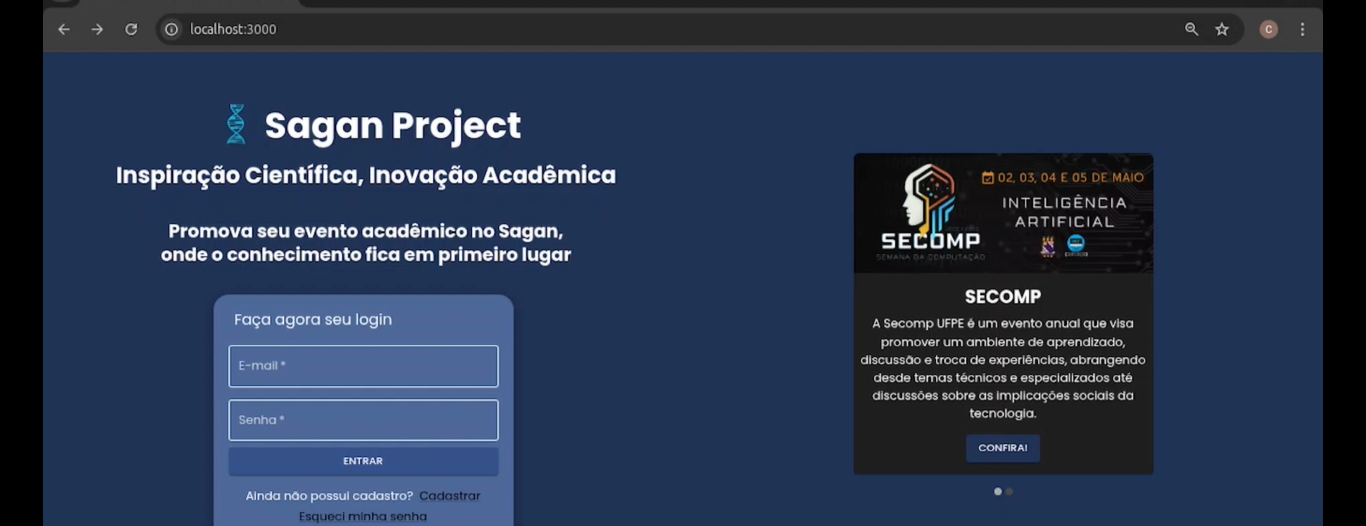 localhost:3000
C
Sagan Project
Inspiração Científica, Inovação Acadêmica
Promova seu evento acadêmico no Sagan,
onde o conhecimento fica em primeiro lugar
Faça agora seu login
E-mail *
Senha *
ENTRAR
Ainda não possui cadastro? Cadastrar
Esqueci minha senha
02, 03, 04 E 05 DE MAIO
INTELIGÊNCIA
ARTIFICIAL
SECOMP
SEMANA DA COMPUTAÇÃO
SECOMP
A Secomp UFPE é um evento anual que visa
promover um ambiente de aprendizado,
discussão e troca de experiências, abrangendo
desde temas técnicos e especializados até
discussões sobre as implicações sociais da
tecnologia.
CONFIRA!